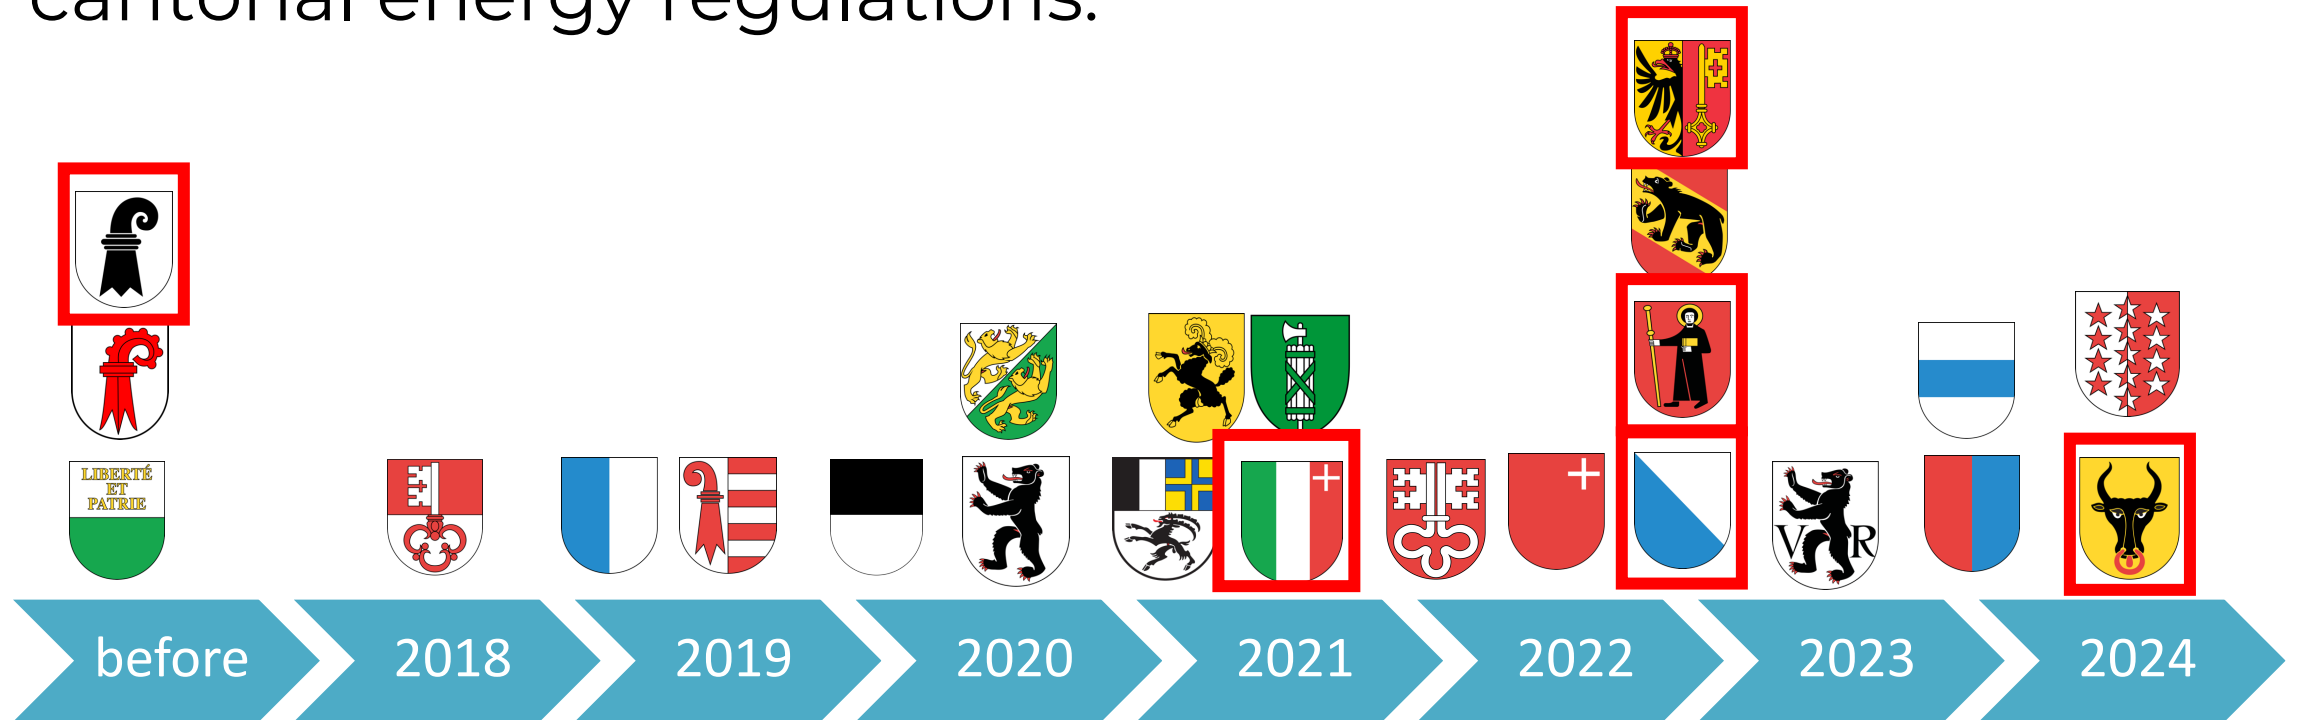 cantonal energy regulations.
LIBERTÉ
ET
PATRIE
V R
before 2018 2019 2020 2021 2022 2023 2024